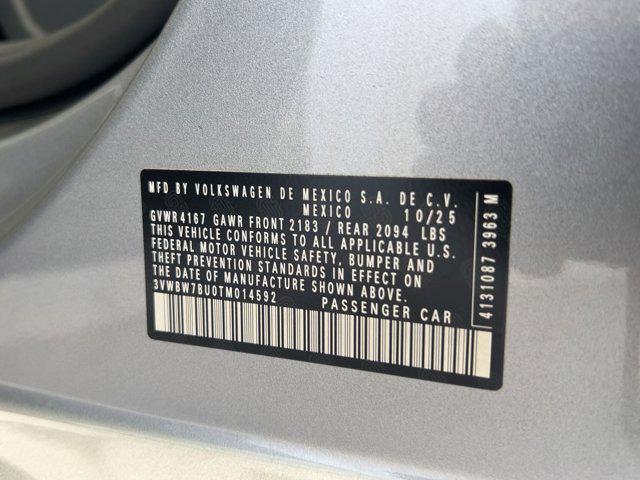 MFD BY VOLKSWAGEN DE MEXICO S.A. DE C.V.
MEXICO 10/25
GVWR 4167 GAWR FRONT 2183 / REAR 2094 LBS
THIS VEHICLE CONFORMS TO ALL APPLICABLE U.S.
FEDERAL MOTOR VEHICLE SAFETY, BUMPER AND
THEFT PREVENTION STANDARDS IN EFFECT ON
THE DATE OF MANUFACTURE SHOWN ABOVE.
3VWBW7BU0TM014592 PASSENGER CAR
4131087 3963 M